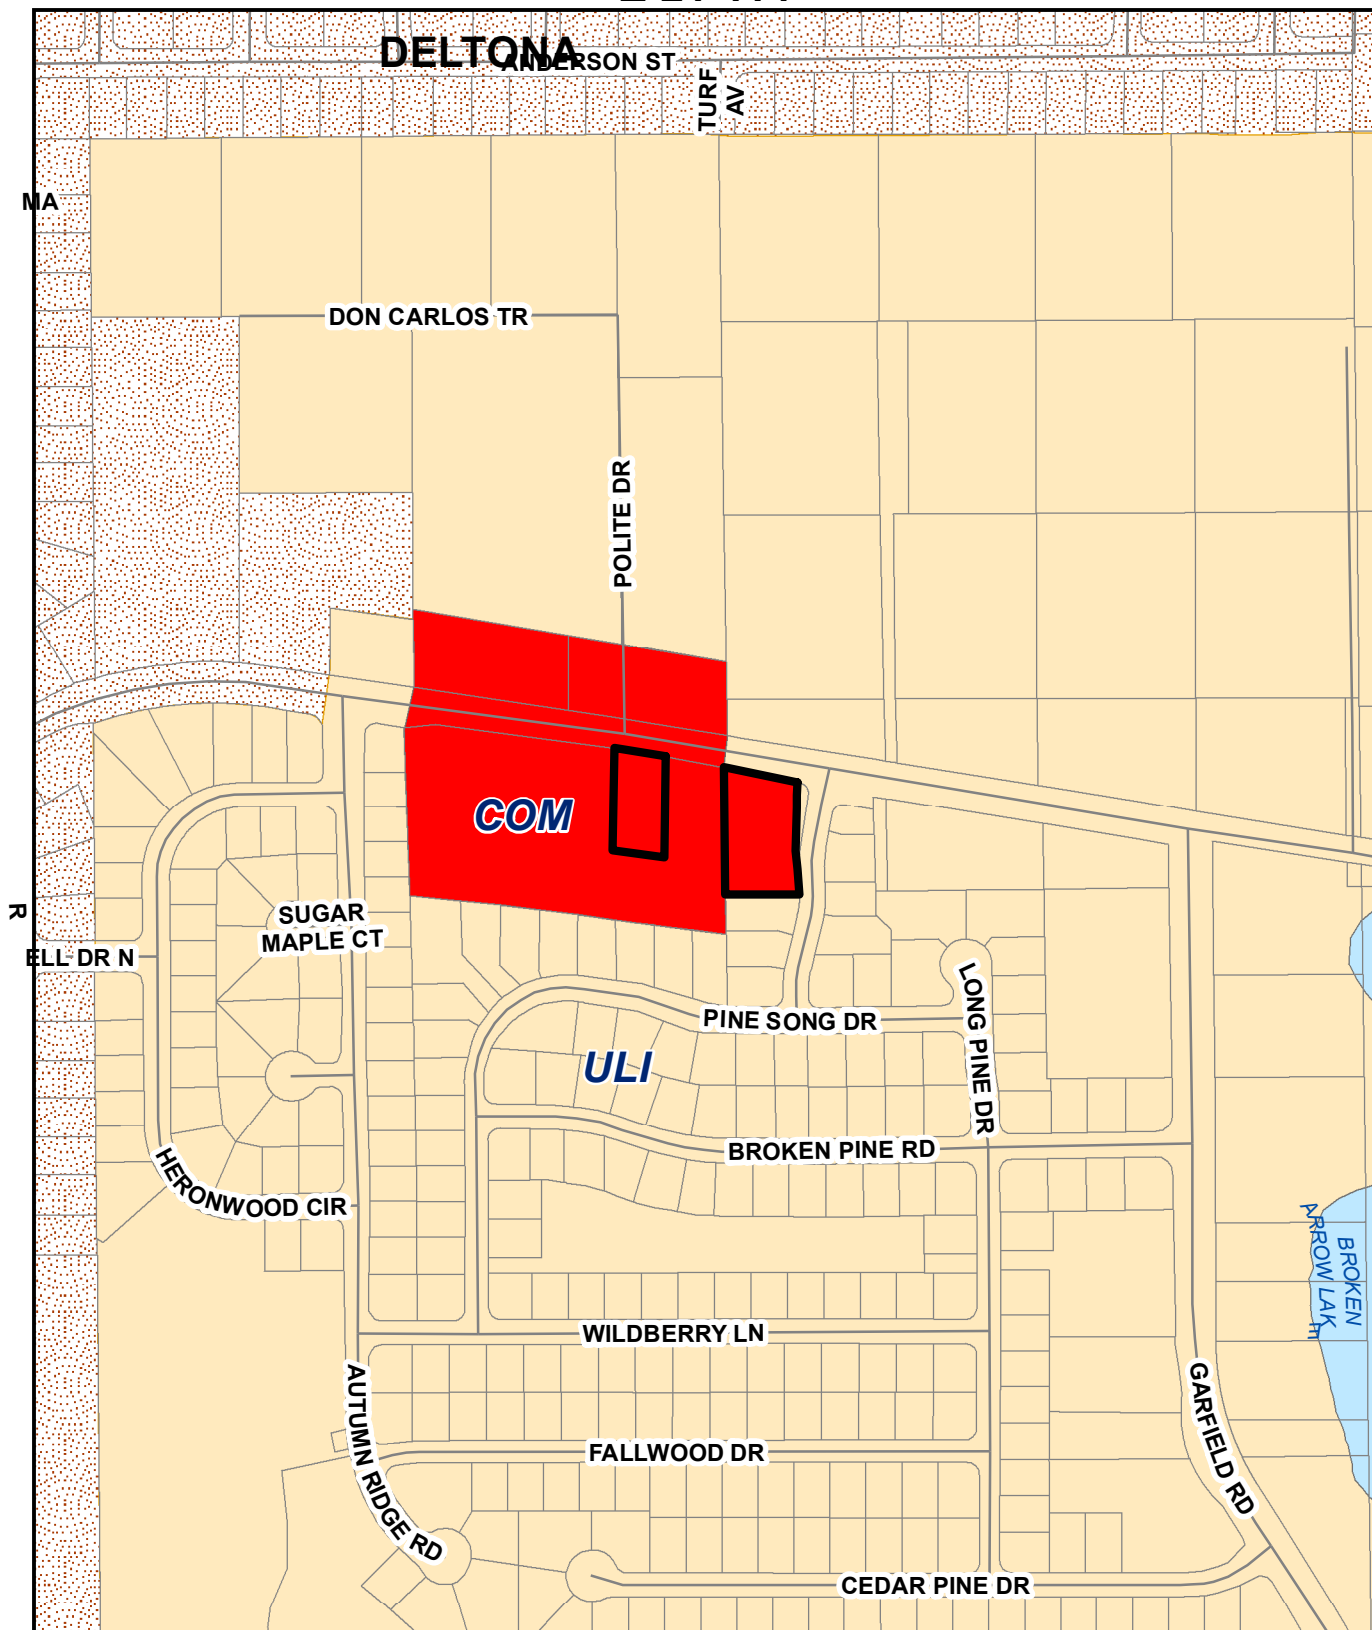 DELTONA
ANDERSON ST
TURF
AV
MA
DON CARLOS TR
POLITE DR
COM
R
SUGAR
MAPLE CT
ELL DR N
LONG PINE DR
PINE SONG DR
ULI
BROKEN PINE RD
HERONWOOD CIR
BROKEN
ARROW LAK
E
WILDBERRY LN
AUTUMN RIDGE RD
GARFIELD RD
FALLWOOD DR
CEDAR PINE DR